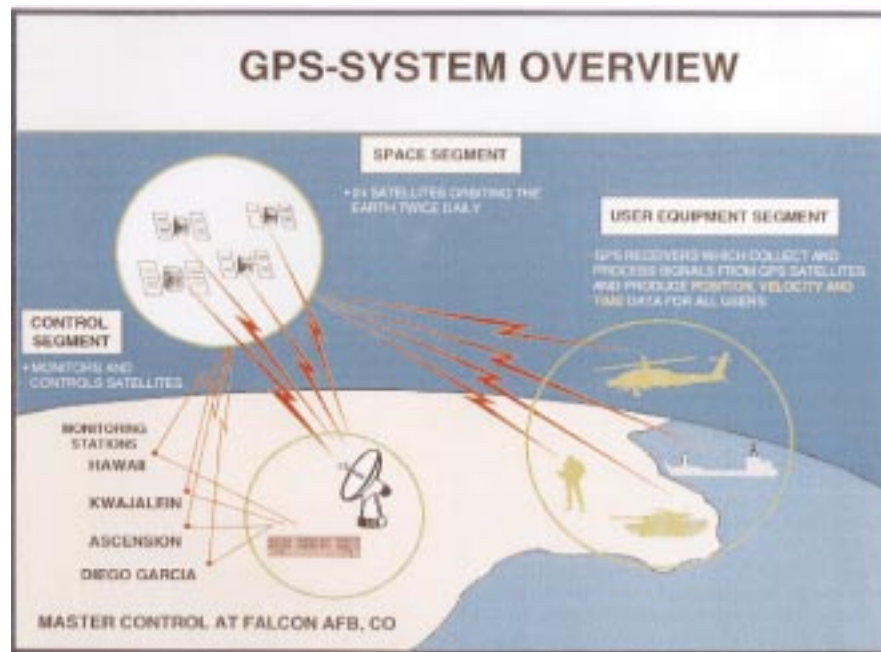 GPS-SYSTEM OVERVIEW
SPACE SEGMENT
SATELLITES ORBITING THE
EARTH TWICE DAILY
USER EQUIPMENT SEGMENT
GPS RECEIVERS WHICH COLLECT AND
PROCESS SIGNALS FROM GPS SATELLITES
AND PRODUCE POSITION, VELOCITY AND
TIME DATA FOR ALL USERS
CONTROL
SEGMENT
• MONITORS AND
CONTROLS SATELLITES
MONITORING
STATIONS
HAWAII
KWAJALEIN
ASCENSION
DIEGO GARCIA
MASTER CONTROL AT FALCON AFB, CO